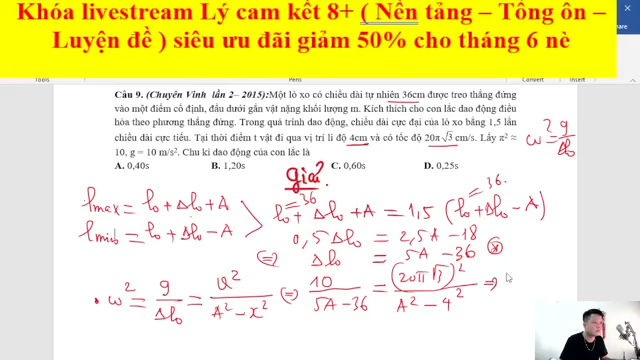 Khóa livestream Lý cam kết 8+ ( Nền tảng – Tổng ôn –
Luyện đề ) siêu ưu đãi giảm 50% cho tháng 6 nè
Paragraph
Pens
Câu 9. (Chuyên Vinh lần 2– 2015):Một lò xo có chiều dài tự nhiên 36cm được treo thẳng đứng
vào một điểm cố định, đầu dưới gắn vật nặng khối lượng m. Kích thích cho con lắc dao động điều
hòa theo phương thẳng đứng. Trong quá trình dao động, chiều dài cực đại của lò xo bằng 1,5 lần
chiều dài cực tiểu. Tại thời điểm t vật đi qua vị trí li độ 4cm và có tốc độ 20π√3 cm/s. Lấy π² ≈
10, g = 10 m/s². Chu kì dao động của con lắc là
A. 0,40s B. 1,20s C. 0,60s D. 0,25s
ω² = g/Δl₀
Giải
= 36 = 36.
lmax = l₀ + Δl₀ + A
l₀ + Δl₀ + A = 1,5 (l₀ + Δl₀ – A)
lmin = l₀ + Δl₀ – A
0,5Δl₀ = 2,5A – 18
⇔ Δl₀ = 5A – 36 (*)
• ω² = g/Δl₀ = v²/(A² – x²) ⇔ 10/(5A – 36) = (20π√3)²/(A² – 4²) ⇒